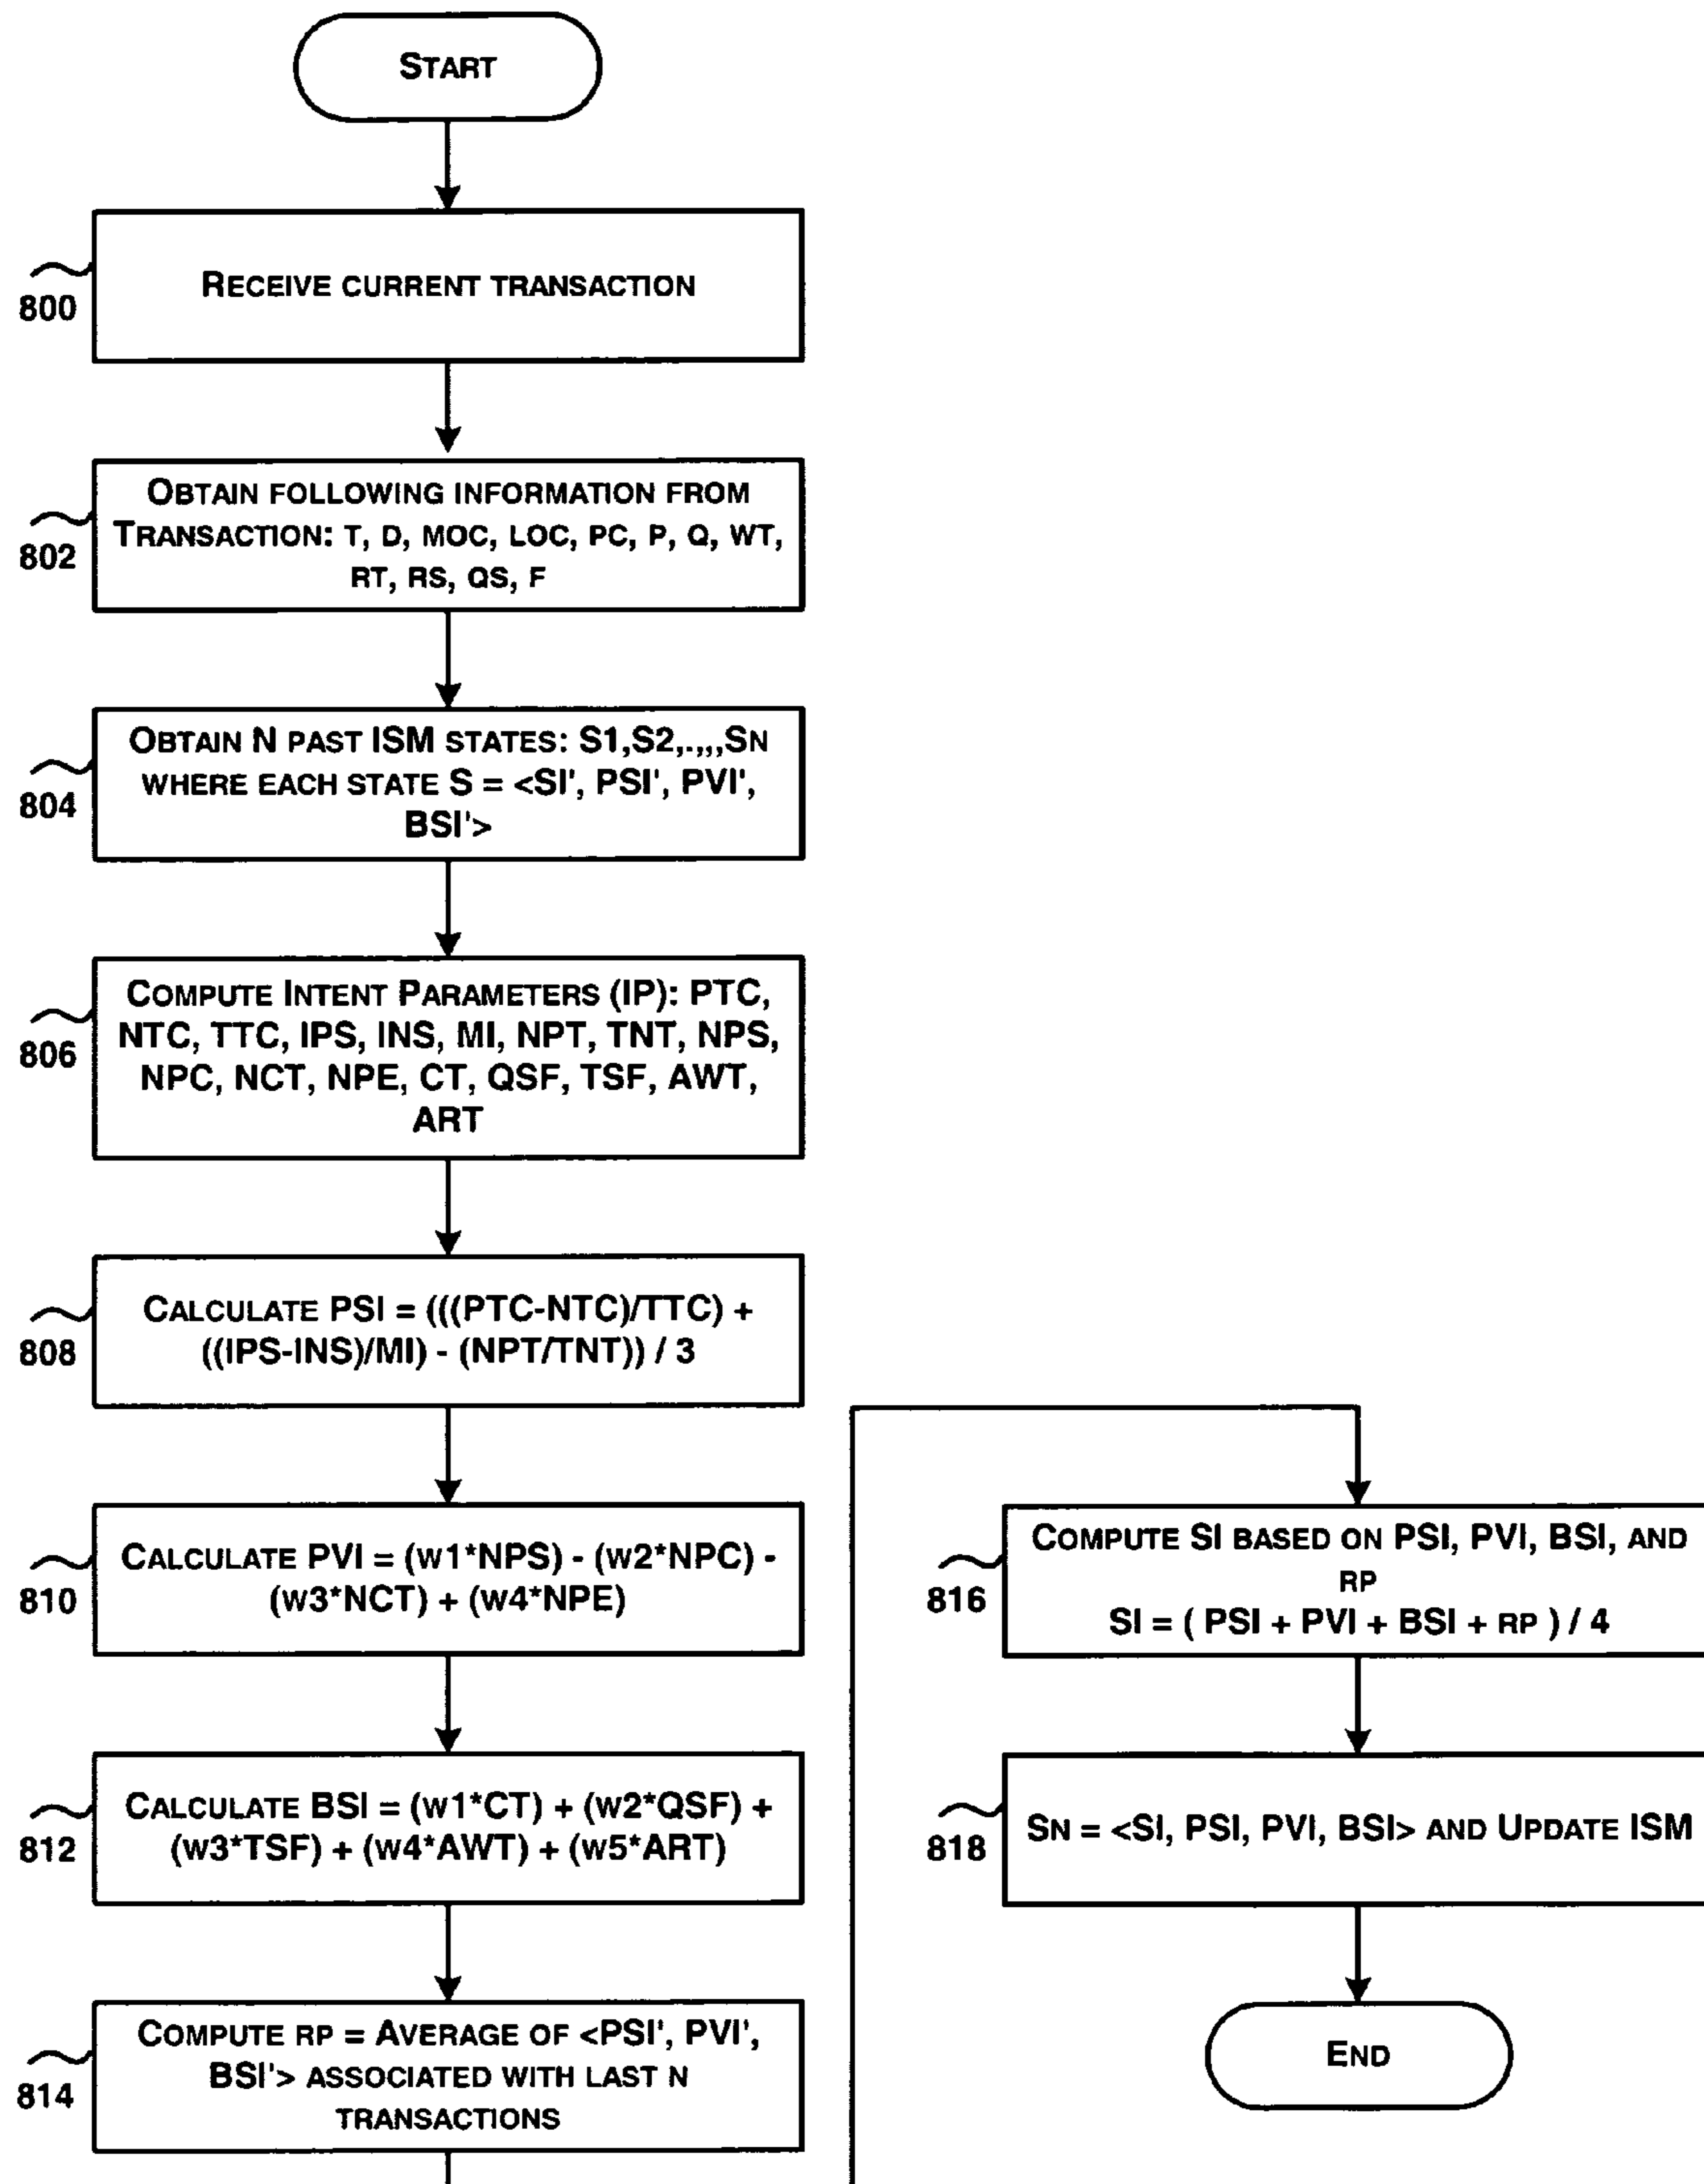 START
RECEIVE CURRENT TRANSACTION
800
OBTAIN FOLLOWING INFORMATION FROM
TRANSACTION: T, D, MOC, LOC, PC, P, Q, WT,
RT, RS, QS, F
802
OBTAIN N PAST ISM STATES: S1,S2,.,,,SN
WHERE EACH STATE S = <SI', PSI', PVI',
BSI'>
804
COMPUTE INTENT PARAMETERS (IP): PTC,
NTC, TTC, IPS, INS, MI, NPT, TNT, NPS,
NPC, NCT, NPE, CT, QSF, TSF, AWT,
ART
806
CALCULATE PSI = (((PTC-NTC)/TTC) +
((IPS-INS)/MI) - (NPT/TNT)) / 3
808
CALCULATE PVI = (W1*NPS) - (W2*NPC) -
(W3*NCT) + (W4*NPE)
810
CALCULATE BSI = (W1*CT) + (W2*QSF) +
(W3*TSF) + (W4*AWT) + (W5*ART)
812
COMPUTE RP = AVERAGE OF <PSI', PVI',
BSI'> ASSOCIATED WITH LAST N
TRANSACTIONS
814
COMPUTE SI BASED ON PSI, PVI, BSI, AND
RP
SI = ( PSI + PVI + BSI + RP ) / 4
816
SN = <SI, PSI, PVI, BSI> AND UPDATE ISM
818
END